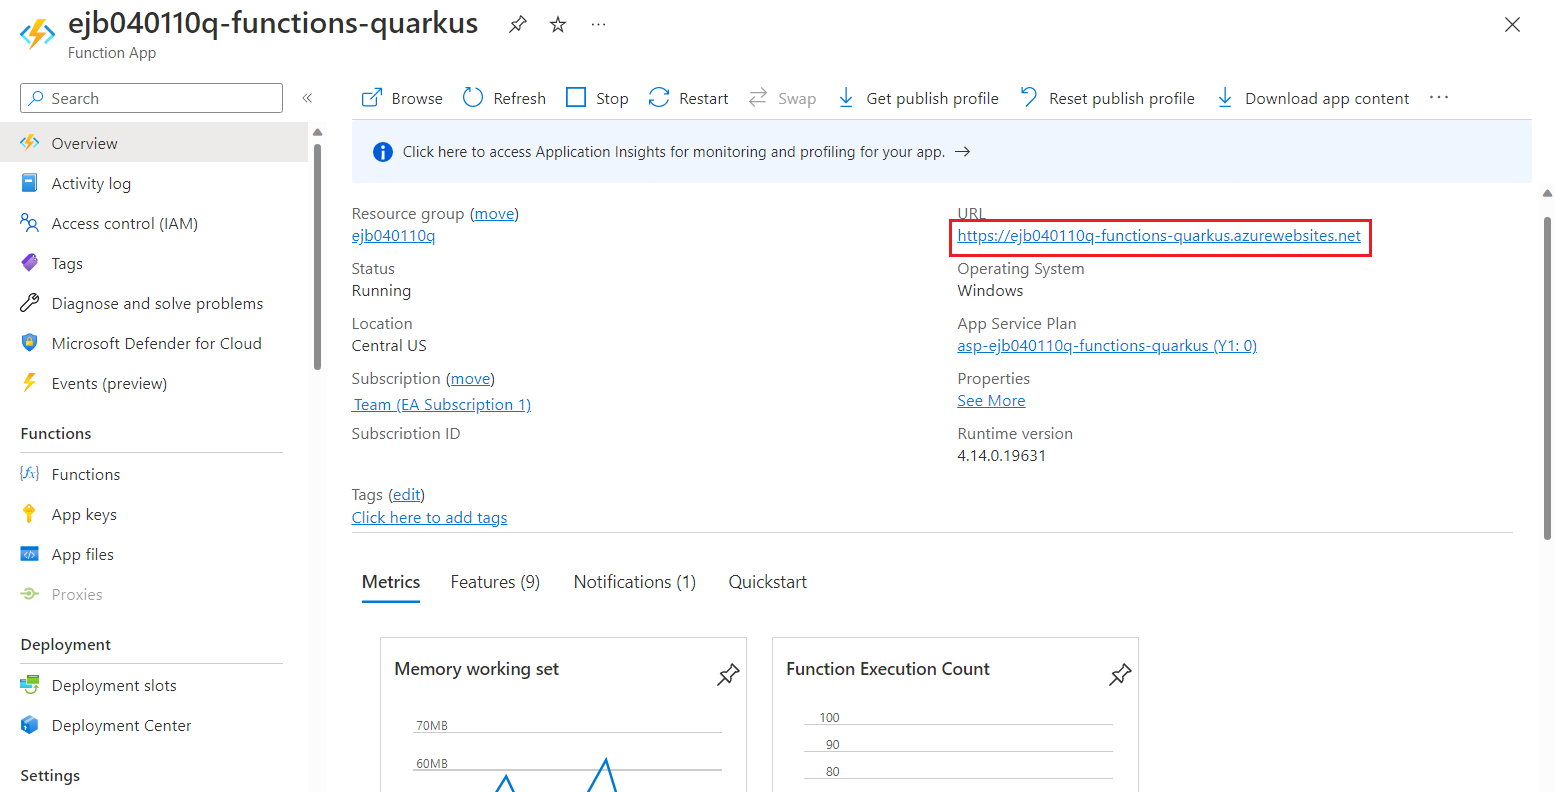 ejb040110q-functions-quarkus
Function App
Search
Overview
Activity log
Access control (IAM)
Tags
Diagnose and solve problems
Microsoft Defender for Cloud
Events (preview)
Functions
Functions
App keys
App files
Proxies
Deployment
Deployment slots
Deployment Center
Settings
Browse Refresh Stop Restart Swap Get publish profile Reset publish profile Download app content
Click here to access Application Insights for monitoring and profiling for your app.
Resource group (move)
ejb040110q
Status
Running
Location
Central US
Subscription (move)
Team (EA Subscription 1)
Subscription ID
Tags (edit)
Click here to add tags
URL
https://ejb040110q-functions-quarkus.azurewebsites.net
Operating System
Windows
App Service Plan
asp-ejb040110q-functions-quarkus (Y1: 0)
Properties
See More
Runtime version
4.14.0.19631
Metrics Features (9) Notifications (1) Quickstart
Memory working set
70MB
60MB
Function Execution Count
100
90
80